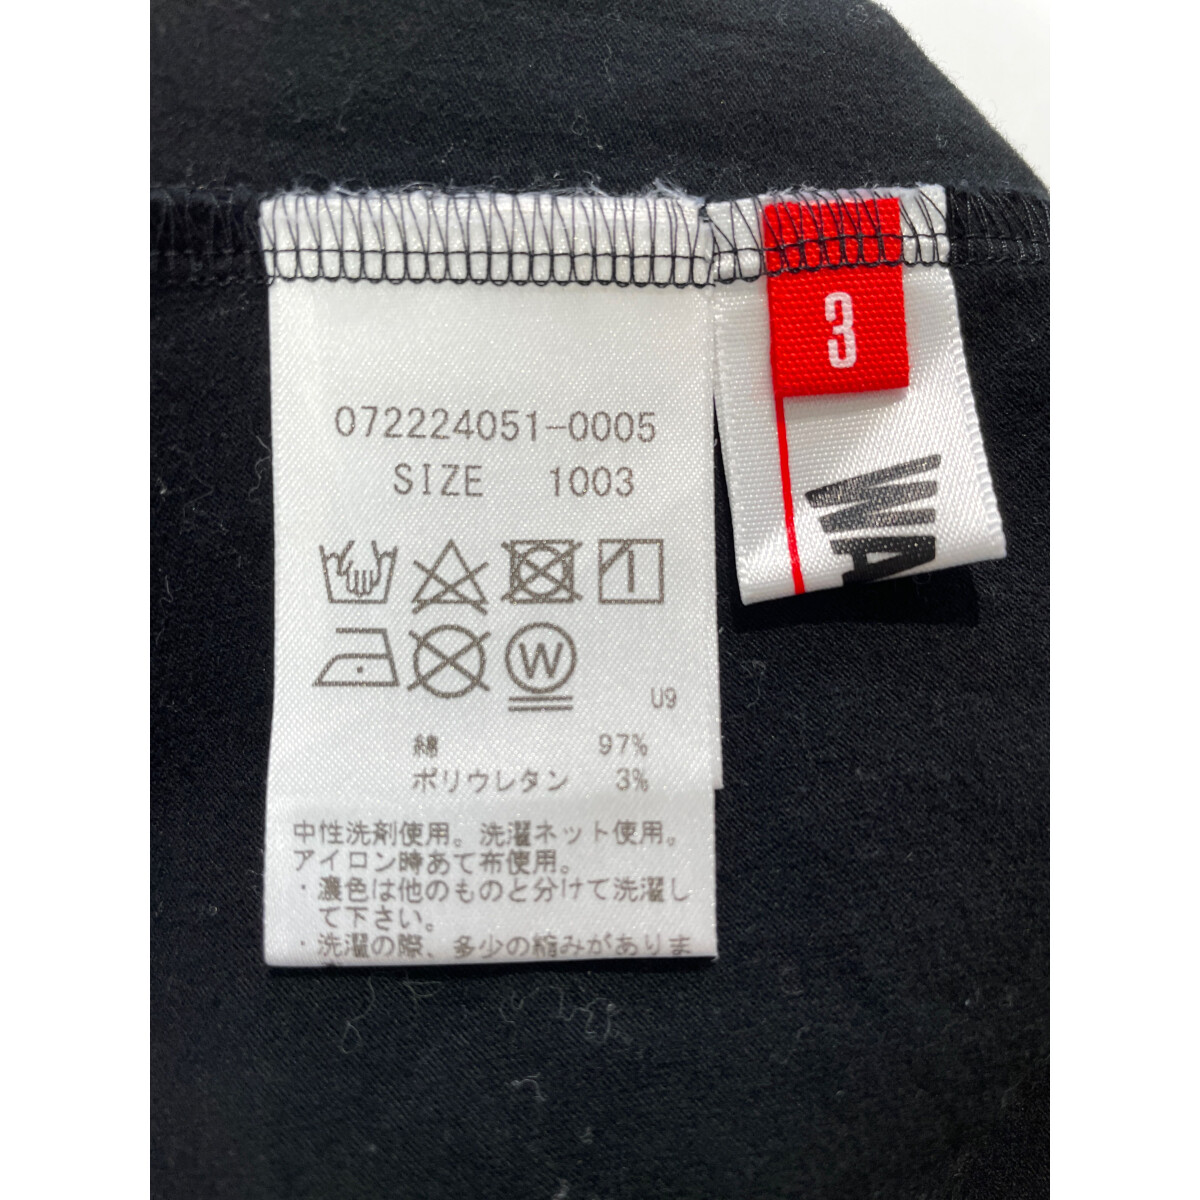 3
WA
072224051-0005
SIZE 1003
W
U9
綿 97%
ポリウレタン 3%
中性洗剤使用。洗濯ネット使用。
アイロン時あて布使用。
・濃色は他のものと分けて洗濯し
て下さい。
・洗濯の際、多少の縮みがありま